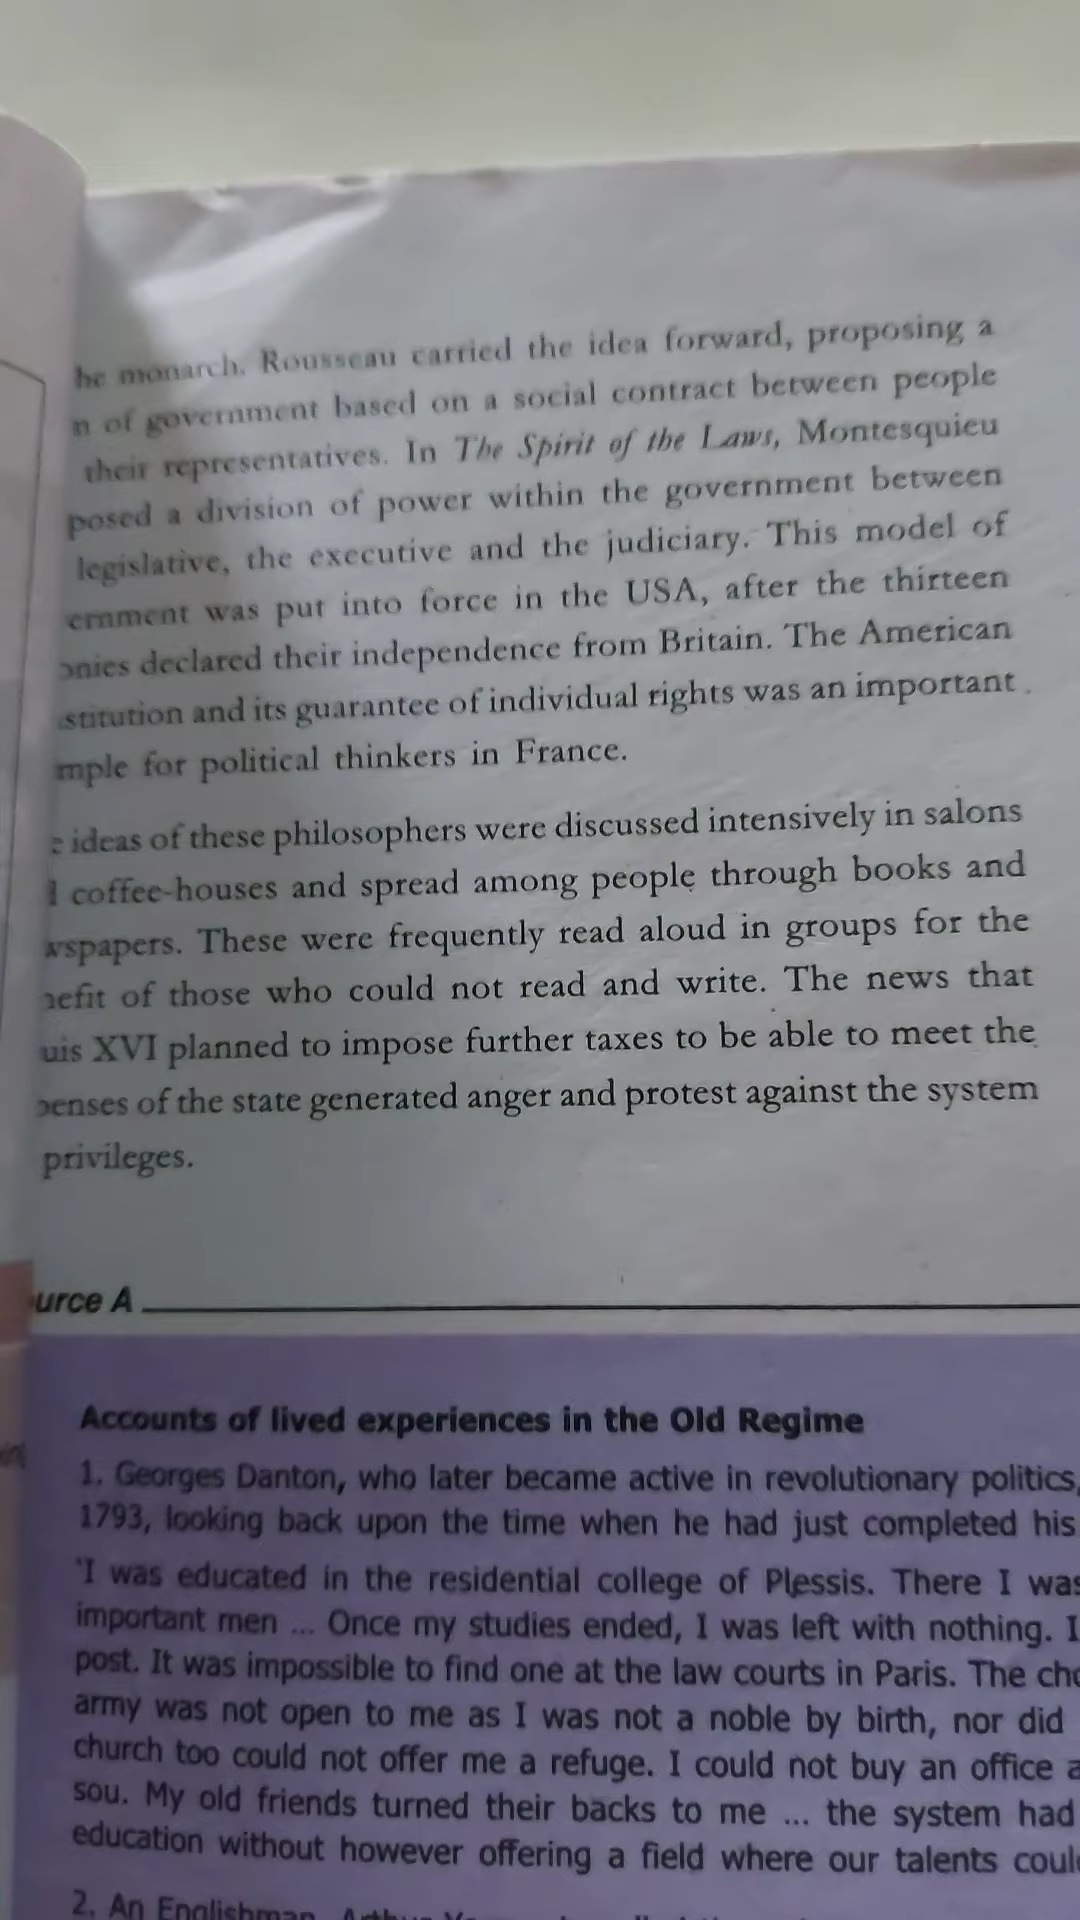 he monarch. Rousseau carried the idea forward, proposing a
n of government based on a social contract between people
their representatives. In The Spirit of the Laws, Montesquieu
posed a division of power within the government between
legislative, the executive and the judiciary. This model of
ernment was put into force in the USA, after the thirteen
onies declared their independence from Britain. The American
stitution and its guarantee of individual rights was an important
mple for political thinkers in France.
e ideas of these philosophers were discussed intensively in salons
d coffee-houses and spread among people through books and
wspapers. These were frequently read aloud in groups for the
nefit of those who could not read and write. The news that
uis XVI planned to impose further taxes to be able to meet the
penses of the state generated anger and protest against the system
privileges.
urce A
Accounts of lived experiences in the Old Regime
1. Georges Danton, who later became active in revolutionary politics,
1793, looking back upon the time when he had just completed his
'I was educated in the residential college of Plessis. There I was
important men ... Once my studies ended, I was left with nothing. I
post. It was impossible to find one at the law courts in Paris. The cho
army was not open to me as I was not a noble by birth, nor did
church too could not offer me a refuge. I could not buy an office a
sou. My old friends turned their backs to me ... the system had
education without however offering a field where our talents coul
2. An Englishman,